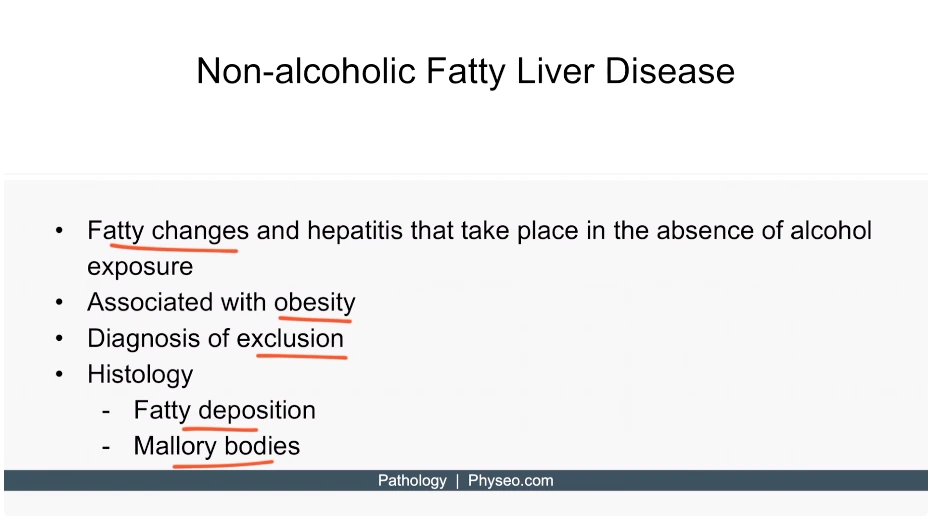 Non-alcoholic Fatty Liver Disease
• Fatty changes and hepatitis that take place in the absence of alcohol
exposure
• Associated with obesity
• Diagnosis of exclusion
• Histology
- Fatty deposition
- Mallory bodies
Pathology | Physeo.com